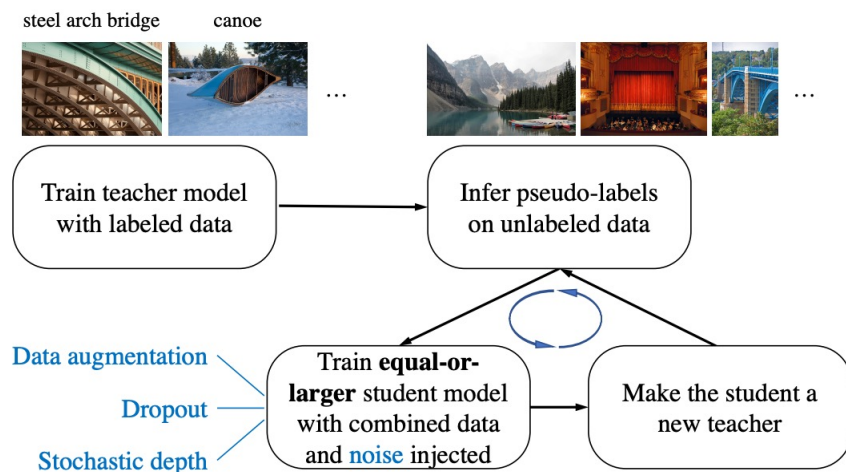 steel arch bridge
canoe
...
...
Train teacher model
with labeled data
Infer pseudo-labels
on unlabeled data
Data augmentation
Dropout
Stochastic depth
Train equal-or-
larger student model
with combined data
and noise injected
Make the student a
new teacher